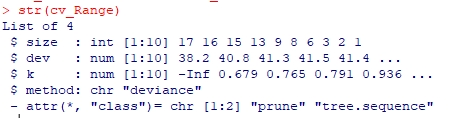 > str(cv_Range)
List of 4
 $ size  : int [1:10] 17 16 15 13 9 8 6 3 2 1
 $ dev   : num [1:10] 38.2 40.8 41.3 41.5 41.4 ...
 $ k     : num [1:10] -Inf 0.679 0.765 0.791 0.936 ...
 $ method: chr "deviance"
 - attr(*, "class")= chr [1:2] "prune" "tree.sequence"